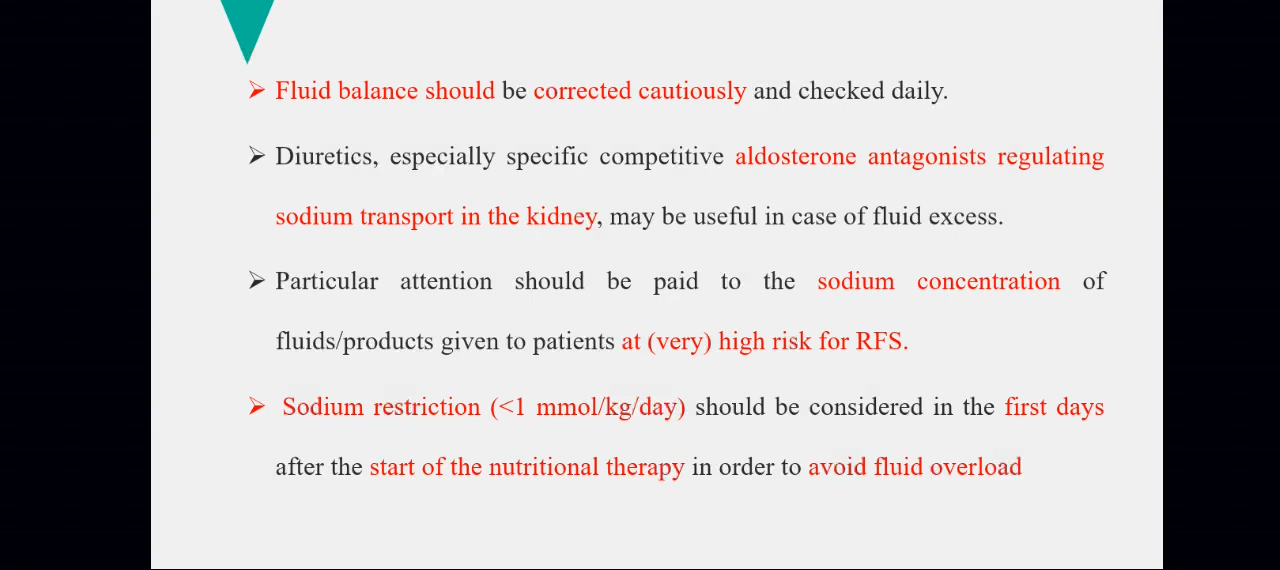 ➢ Fluid balance should be corrected cautiously and checked daily.
➢ Diuretics, especially specific competitive aldosterone antagonists regulating
sodium transport in the kidney, may be useful in case of fluid excess.
➢ Particular attention should be paid to the sodium concentration of
fluids/products given to patients at (very) high risk for RFS.
➢ Sodium restriction (<1 mmol/kg/day) should be considered in the first days
after the start of the nutritional therapy in order to avoid fluid overload